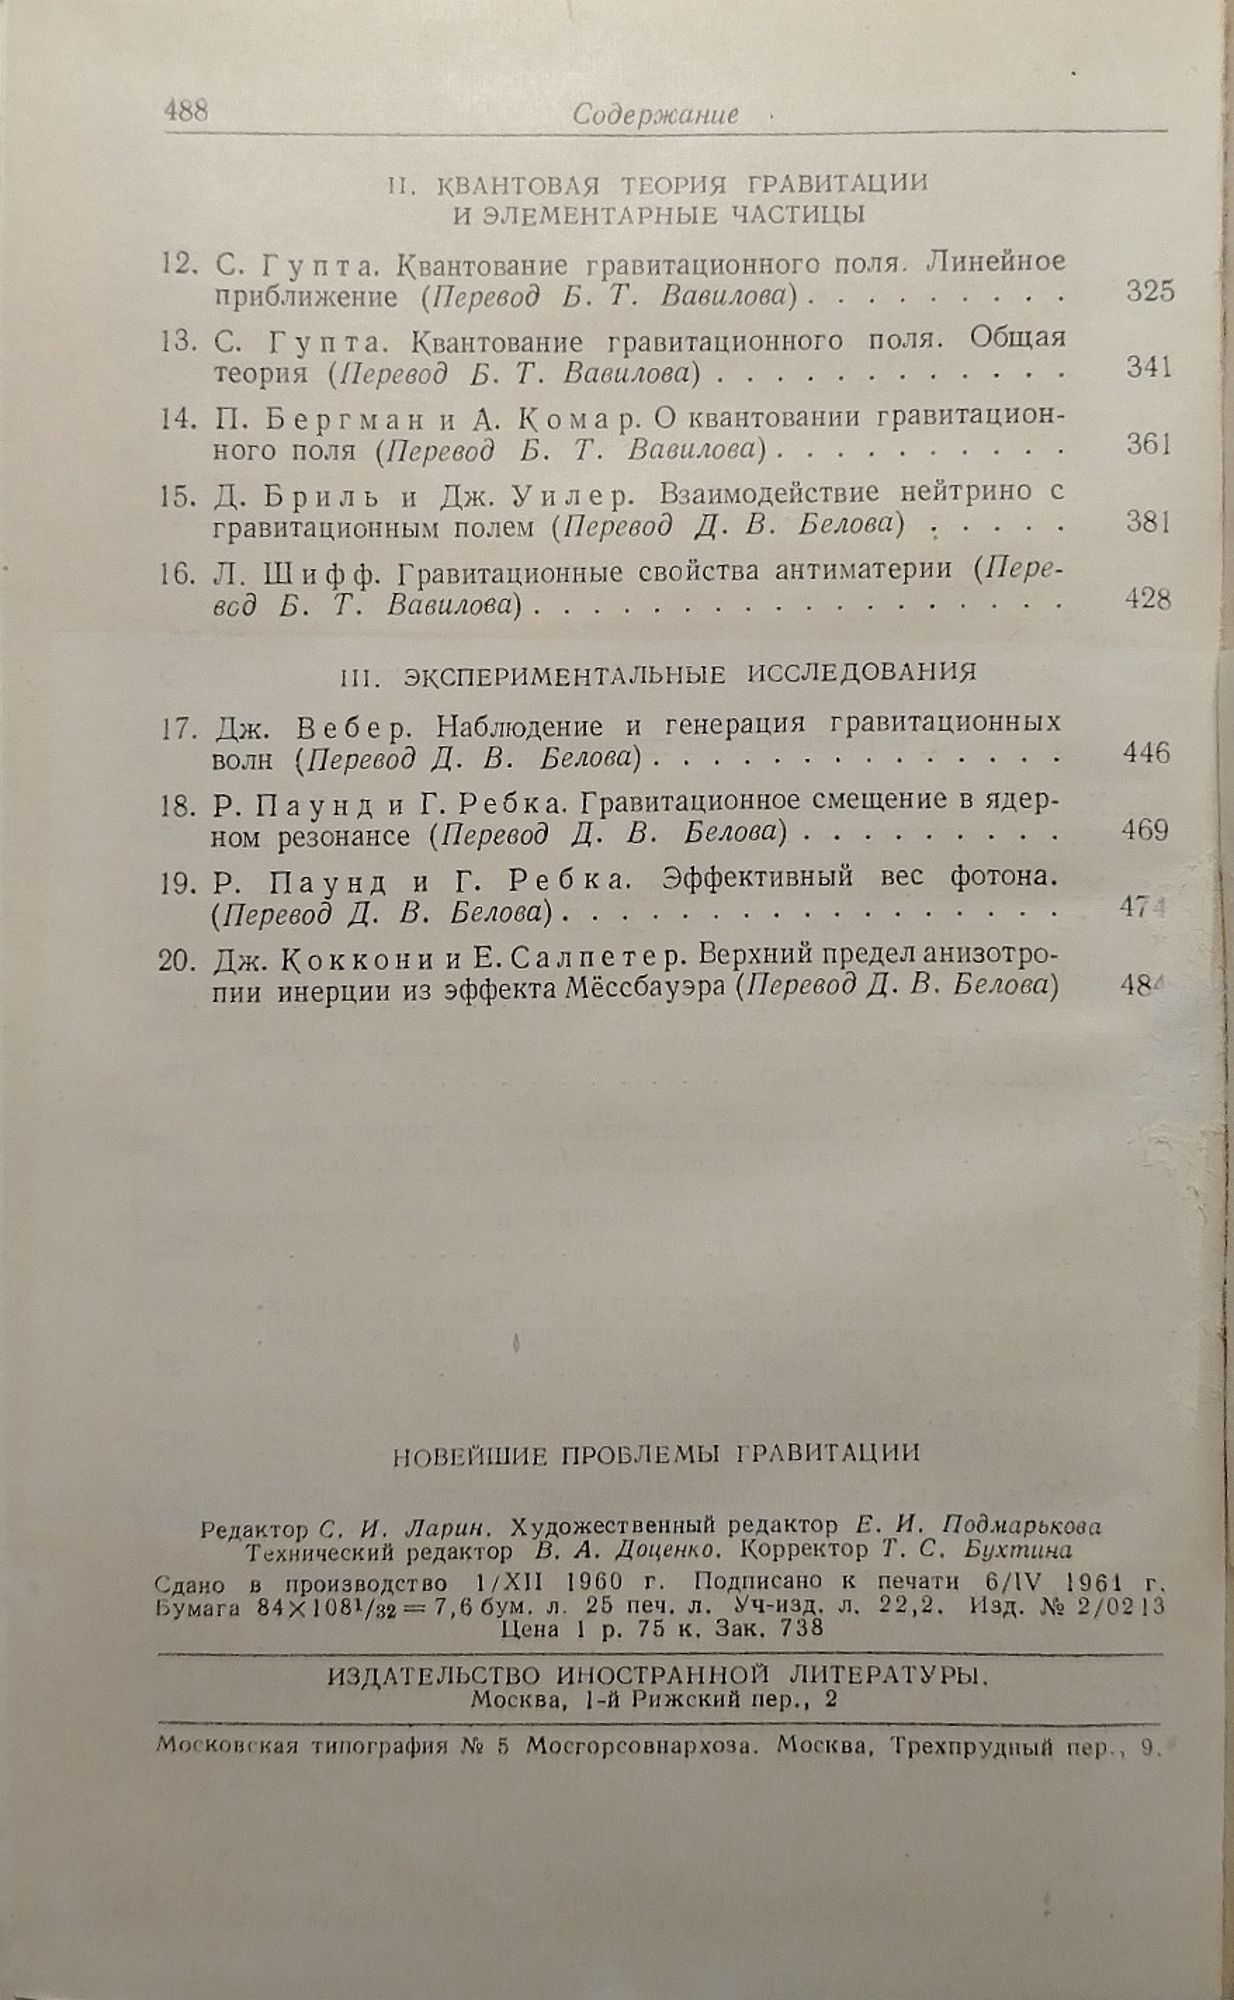 488 Содержание
II. КВАНТОВАЯ ТЕОРИЯ ГРАВИТАЦИИ
И ЭЛЕМЕНТАРНЫЕ ЧАСТИЦЫ
12. С. Гупта. Квантование гравитационного поля. Линейное
приближение (Перевод Б. Т. Вавилова) . . . . . . . . . 325
13. С. Гупта. Квантование гравитационного поля. Общая
теория (Перевод Б. Т. Вавилова) . . . . . . . . . . . . 341
14. П. Бергман и А. Комар. О квантовании гравитацион-
ного поля (Перевод Б. Т. Вавилова) . . . . . . . . . . 361
15. Д. Бриль и Дж. Уилер. Взаимодействие нейтрино с
гравитационным полем (Перевод Д. В. Белова) . . . . . 381
16. Л. Шифф. Гравитационные свойства антиматерии (Пере-
вод Б. Т. Вавилова) . . . . . . . . . . . . . . . . . . 428
III. ЭКСПЕРИМЕНТАЛЬНЫЕ ИССЛЕДОВАНИЯ
17. Дж. Вебер. Наблюдение и генерация гравитационных
волн (Перевод Д. В. Белова) . . . . . . . . . . . . . . 446
18. Р. Паунд и Г. Ребка. Гравитационное смещение в ядер-
ном резонансе (Перевод Д. В. Белова) . . . . . . . . . 469
19. Р. Паунд и Г. Ребка. Эффективный вес фотона.
(Перевод Д. В. Белова) . . . . . . . . . . . . . . . . . 474
20. Дж. Коккони и Е. Салпетер. Верхний предел анизотро-
пии инерции из эффекта Мёссбауэра (Перевод Д. В. Белова) 484
НОВЕЙШИЕ ПРОБЛЕМЫ ГРАВИТАЦИИ
Редактор С. И. Ларин. Художественный редактор Е. И. Подмарькова
Технический редактор В. А. Доценко. Корректор Т. С. Бухтина
Сдано в производство 1/XII 1960 г. Подписано к печати 6/IV 1961 г.
Бумага 84×108¹/₃₂ = 7,6 бум. л. 25 печ. л. Уч-изд. л. 22,2. Изд. № 2/0213
Цена 1 р. 75 к. Зак. 738
ИЗДАТЕЛЬСТВО ИНОСТРАННОЙ ЛИТЕРАТУРЫ.
Москва, 1-й Рижский пер., 2
Московская типография № 5 Мосгорсовнархоза. Москва, Трехпрудный пер., 9.